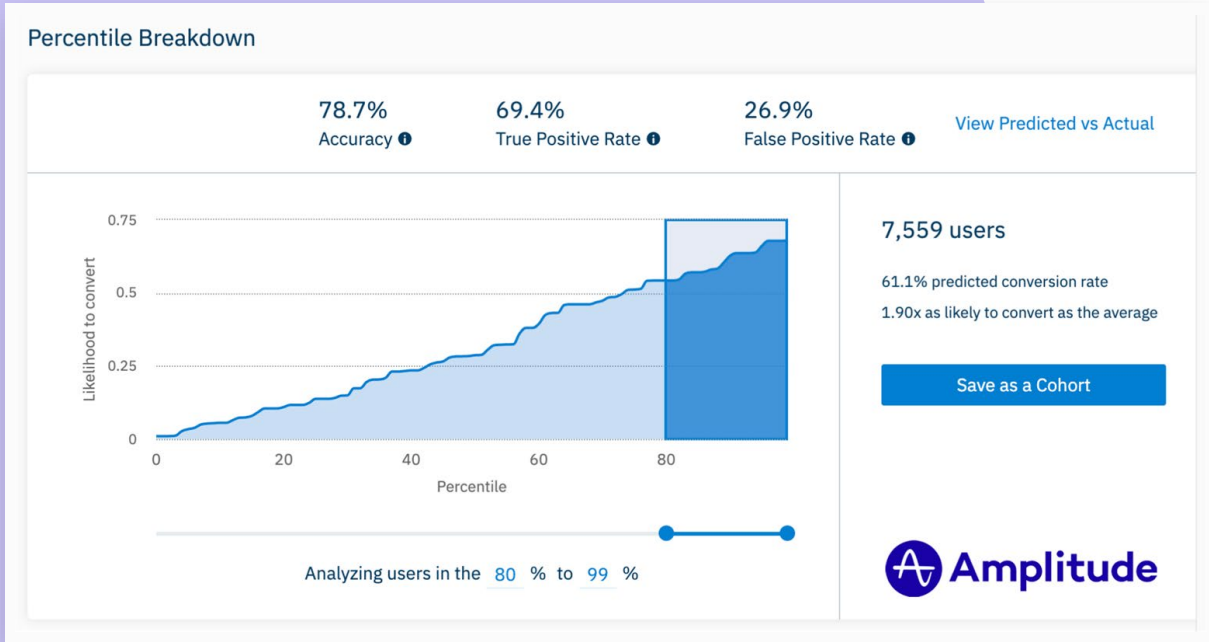 Percentile Breakdown
78.7%
Accuracy
69.4%
True Positive Rate
26.9%
False Positive Rate
View Predicted vs Actual
Likelihood to convert
0.75
0.5
0.25
0
0 20 40 60 80
Percentile
Analyzing users in the 80 % to 99 %
7,559 users
61.1% predicted conversion rate
1.90x as likely to convert as the average
Save as a Cohort
Amplitude